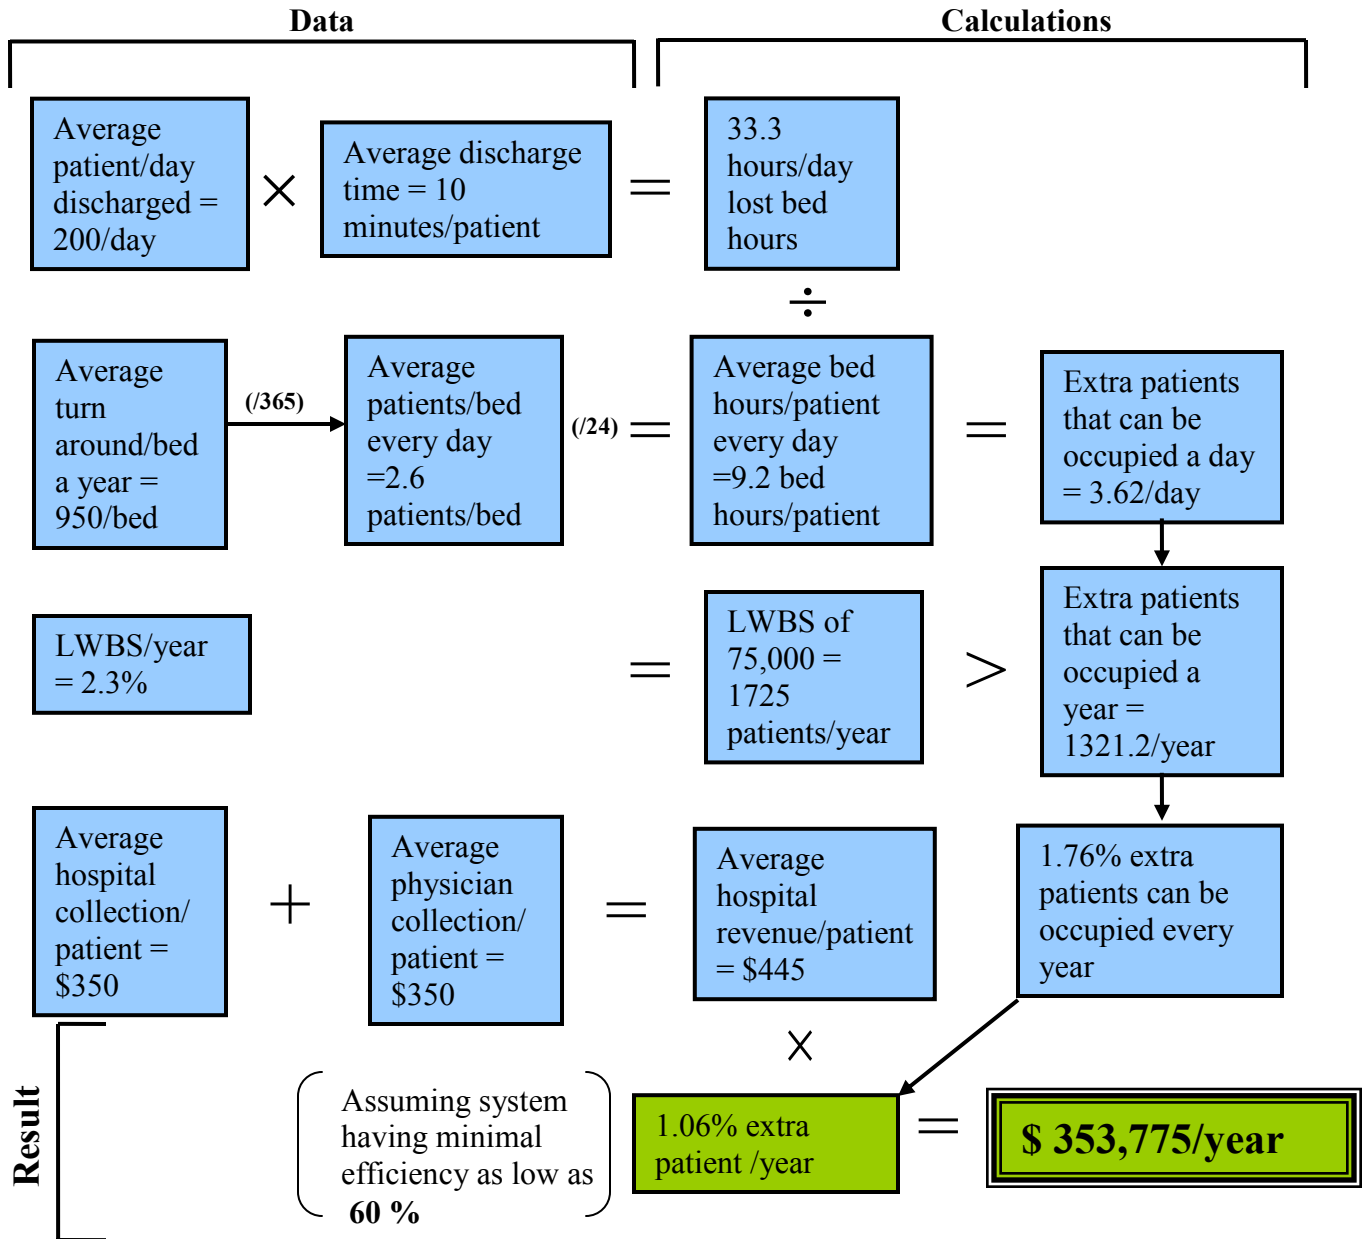 Data
Calculations
Average
patient/day
discharged =
200/day
×
Average discharge
time = 10
minutes/patient
=
33.3
hours/day
lost bed
hours
÷
Average
turn
around/bed
a year =
950/bed
(/365)
Average
patients/bed
every day
=2.6
patients/bed
(/24)
=
Average bed
hours/patient
every day
=9.2 bed
hours/patient
=
Extra patients
that can be
occupied a day
= 3.62/day
LWBS/year
= 2.3%
=
LWBS of
75,000 =
1725
patients/year
>
Extra patients
that can be
occupied a
year =
1321.2/year
Average
hospital
collection/
patient =
$350
+
Average
physician
collection/
patient =
$350
=
Average
hospital
revenue/patient
= $445
1.76% extra
patients can be
occupied every
year
×
Result
Assuming system
having minimal
efficiency as low as
60 %
1.06% extra
patient /year
=
$ 353,775/year